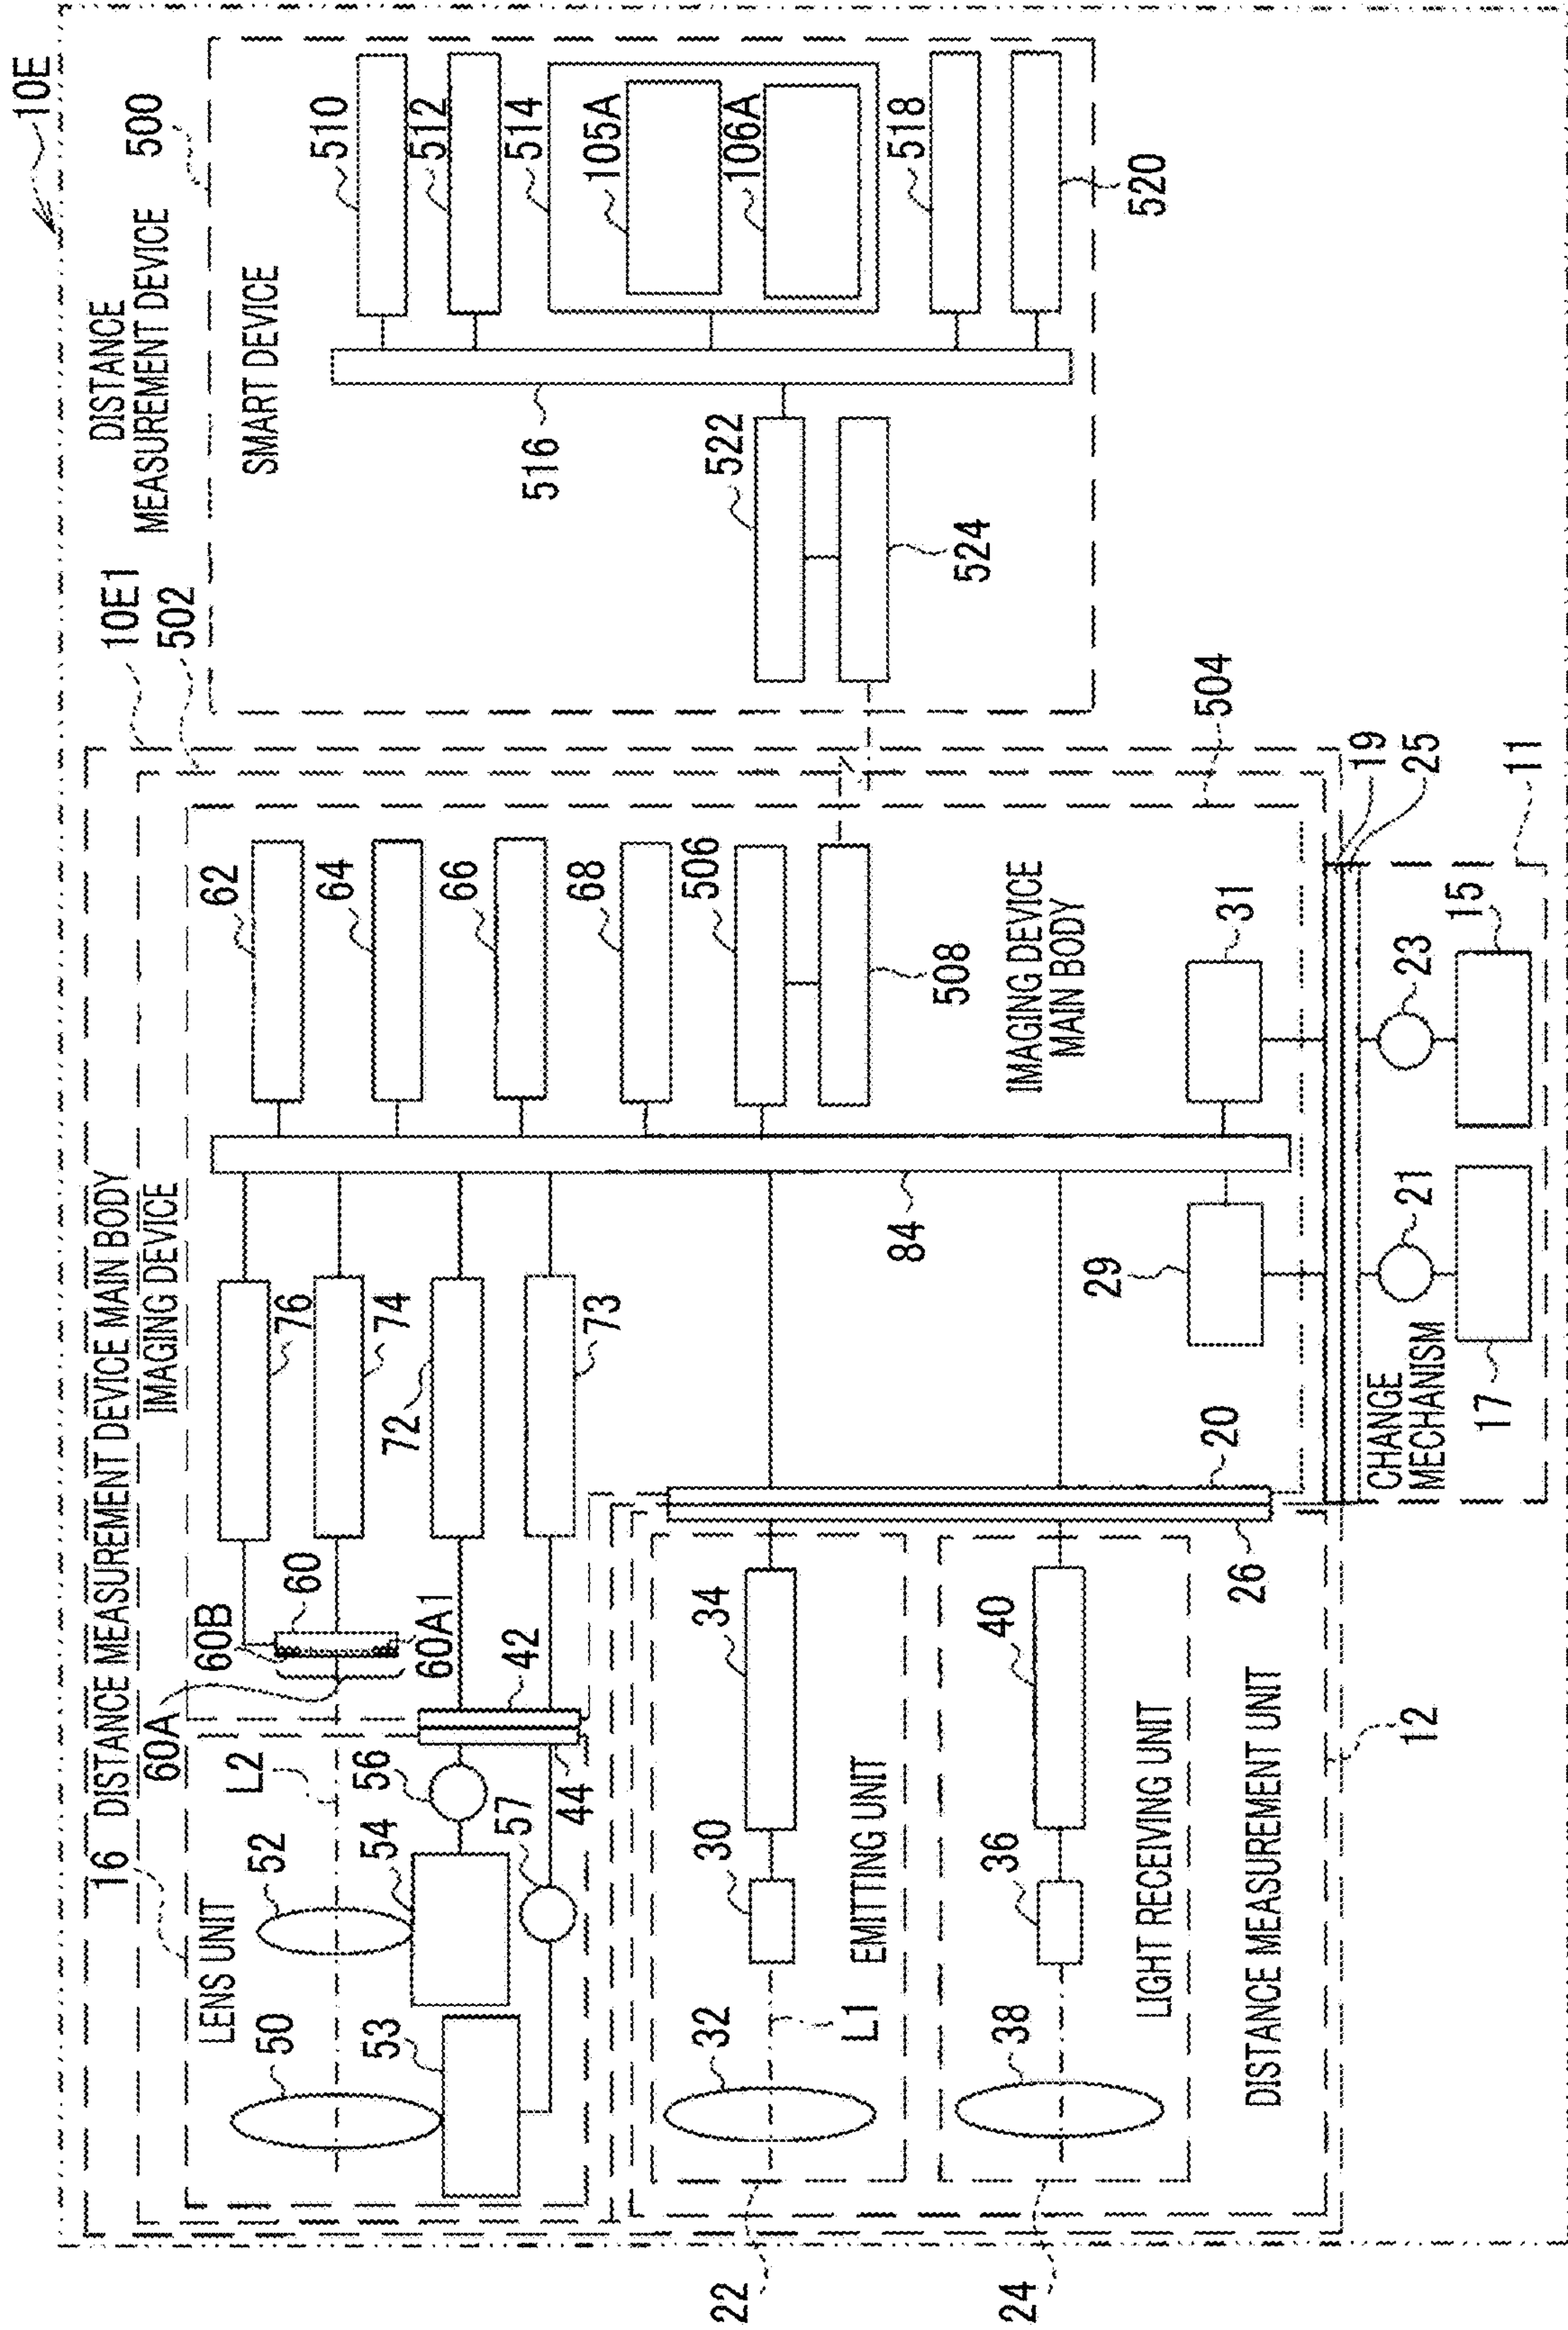 10E
DISTANCE
MEASUREMENT DEVICE
10E1
502
500
16
DISTANCE MEASUREMENT DEVICE MAIN BODY
IMAGING DEVICE
SMART DEVICE
LENS UNIT
50
52
53
54
56
57
44
42
L2
60A
60B
60
60A1
76
74
72
73
62
64
66
68
506
508
IMAGING DEVICE
MAIN BODY
84
504
510
512
514
105A
106A
518
520
516
522
524
32
30
34
L1
EMITTING UNIT
22
38
36
40
LIGHT RECEIVING UNIT
24
DISTANCE MEASUREMENT UNIT
12
26
20
29
31
19
25
11
CHANGE
MECHANISM
21
23
17
15